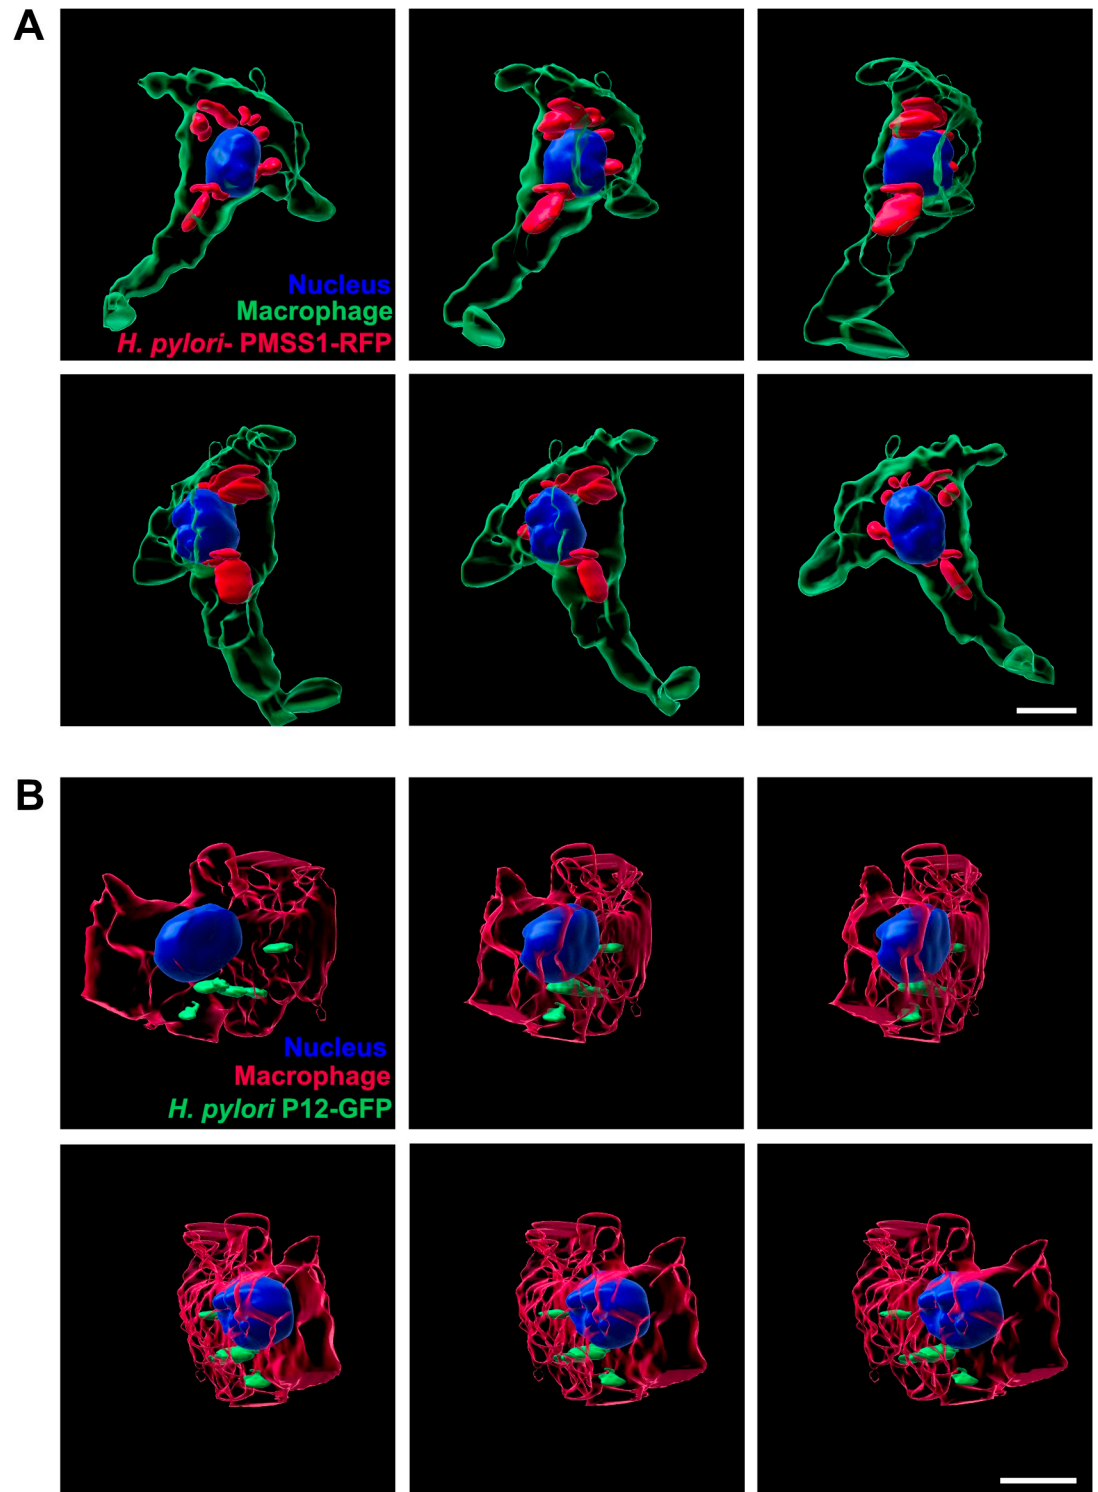 A
Nucleus
Macrophage
H. pylori- PMSS1-RFP
B
Nucleus
Macrophage
H. pylori P12-GFP